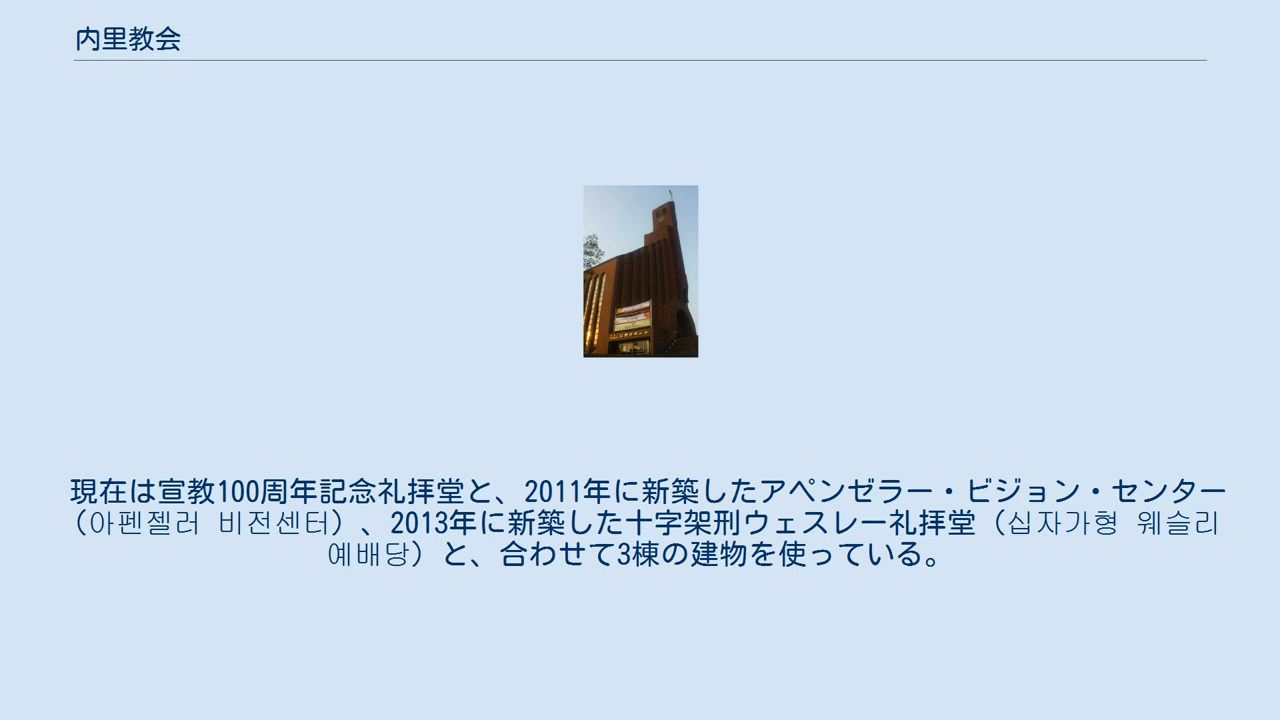 内里教会
現在は宣教100周年記念礼拝堂と、2011年に新築したアペンゼラー・ビジョン・センター
（아펜젤러 비전센터）、2013年に新築した十字架刑ウェスレー礼拝堂（십자가형 웨슬리
예배당）と、合わせて3棟の建物を使っている。